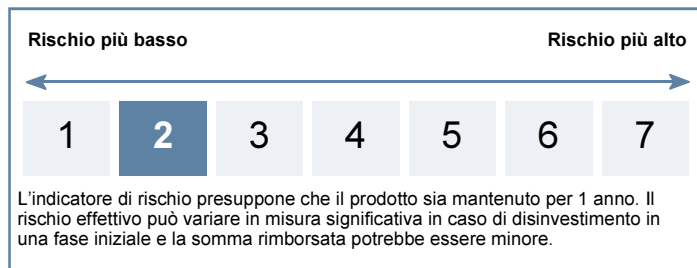 Rischio più basso Rischio più alto
1 2 3 4 5 6 7
L'indicatore di rischio presuppone che il prodotto sia mantenuto per 1 anno. Il
rischio effettivo può variare in misura significativa in caso di disinvestimento in
una fase iniziale e la somma rimborsata potrebbe essere minore.